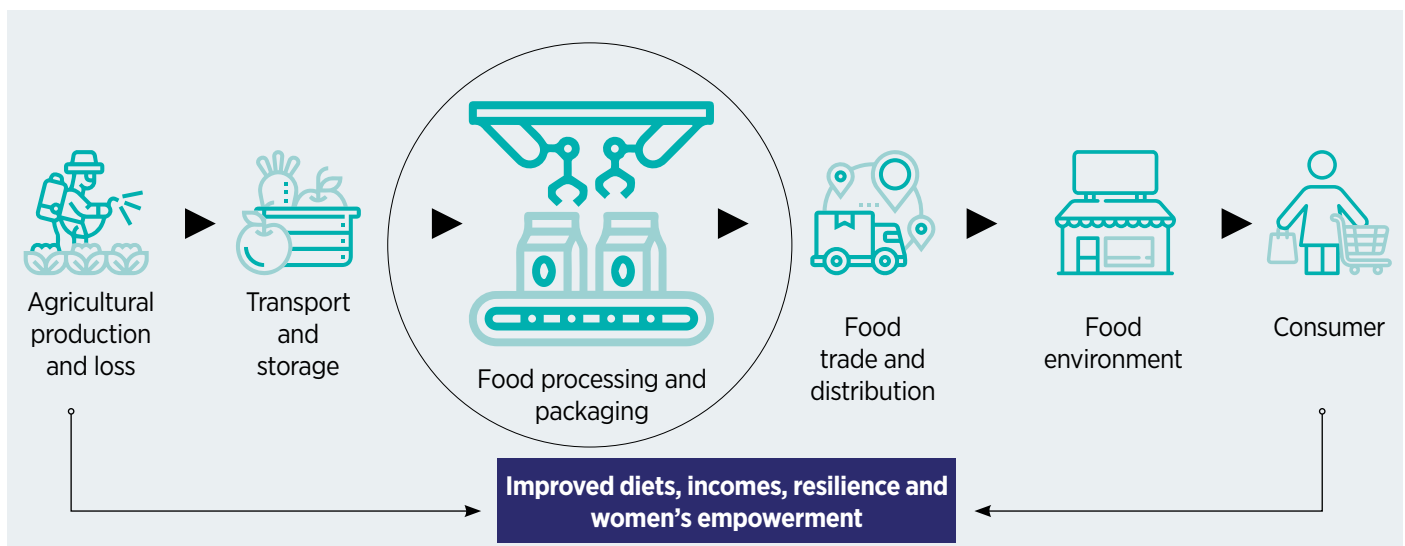 Agricultural
production
and loss
Transport
and
storage
Food processing and
packaging
Food
trade and
distribution
Food
environment
Consumer
Improved diets, incomes, resilience and
women’s empowerment